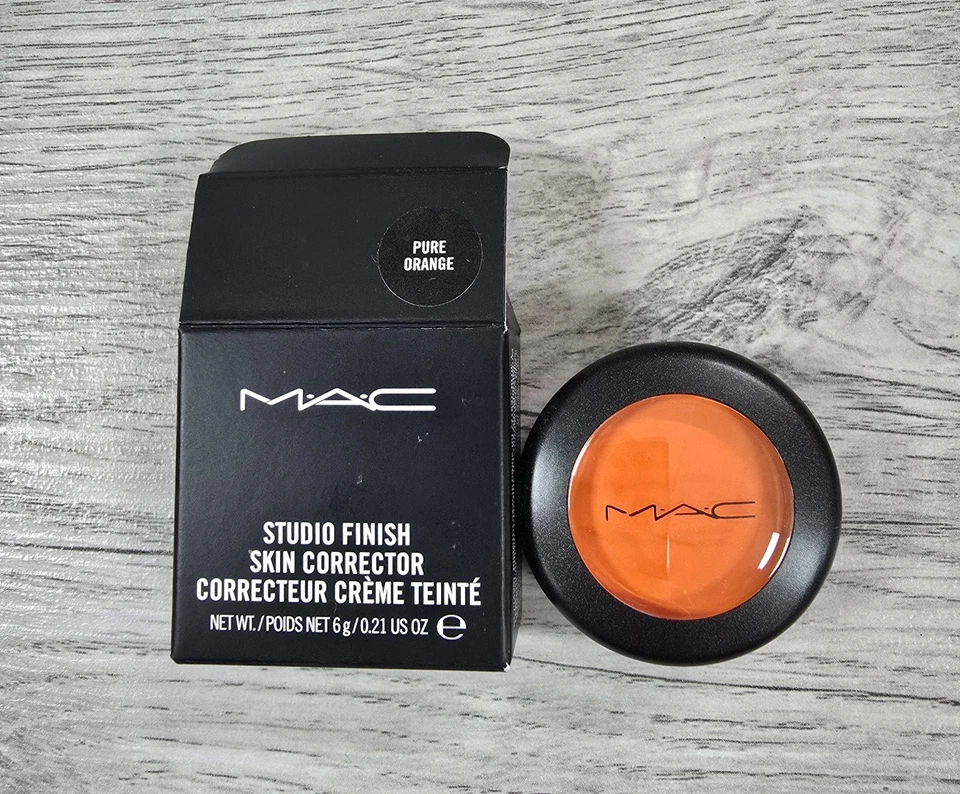 PURE
ORANGE
M·A·C
STUDIO FINISH
SKIN CORRECTOR
CORRECTEUR CRÈME TEINTÉ
NET WT./POIDS NET 6 g/0.21 US OZ e
M·A·C